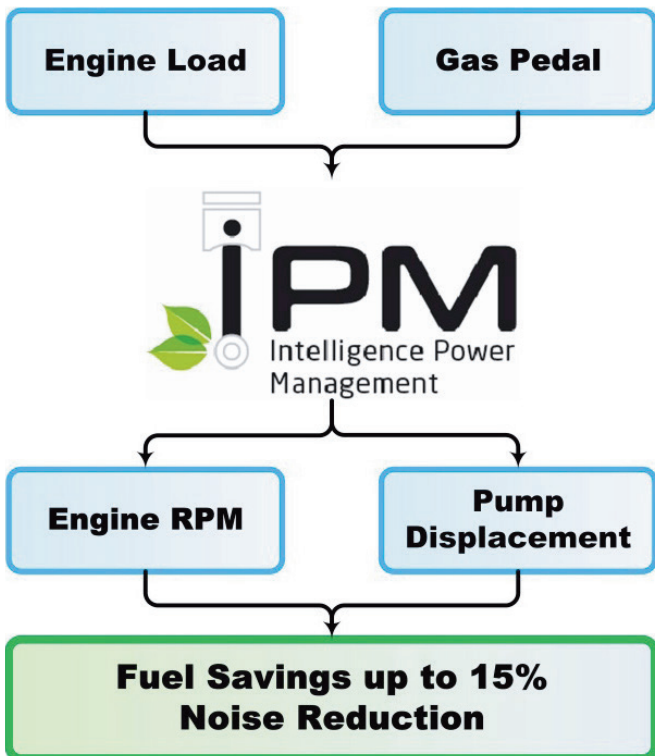 Engine Load
Gas Pedal
iPM
Intelligence Power
Management
Engine RPM
Pump
Displacement
Fuel Savings up to 15%
Noise Reduction